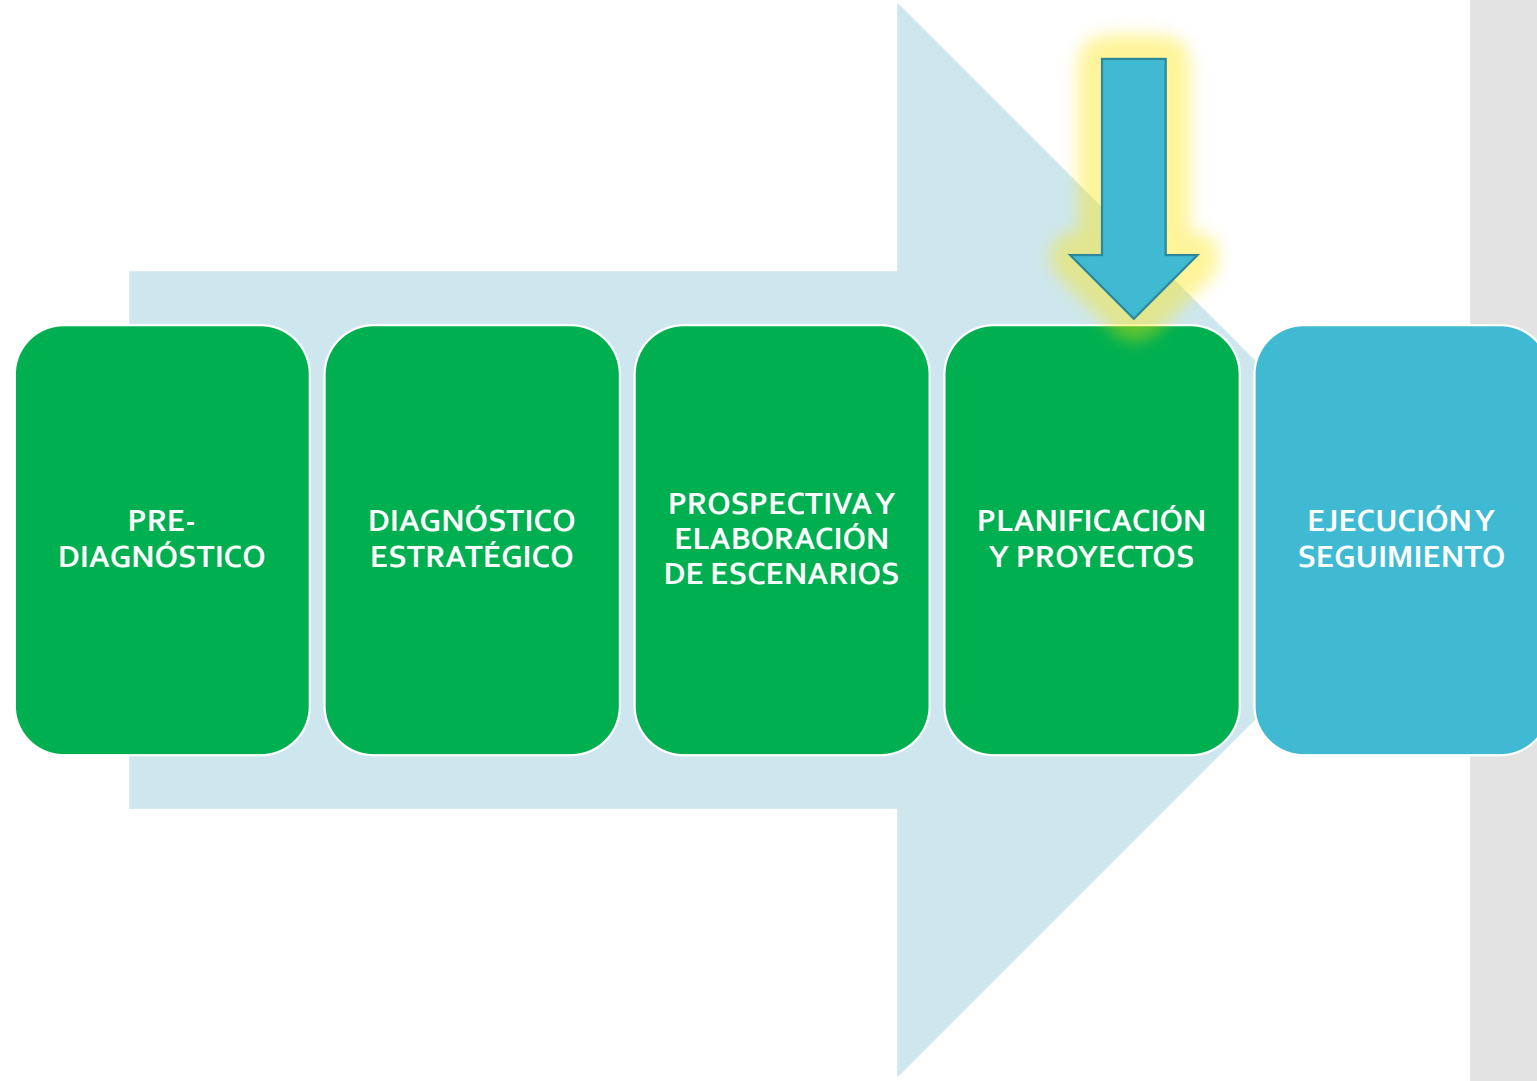 PRE-
DIAGNÓSTICO
DIAGNÓSTICO
ESTRATÉGICO
PROSPECTIVA Y
ELABORACIÓN
DE ESCENARIOS
PLANIFICACIÓN
Y PROYECTOS
EJECUCIÓN Y
SEGUIMIENTO